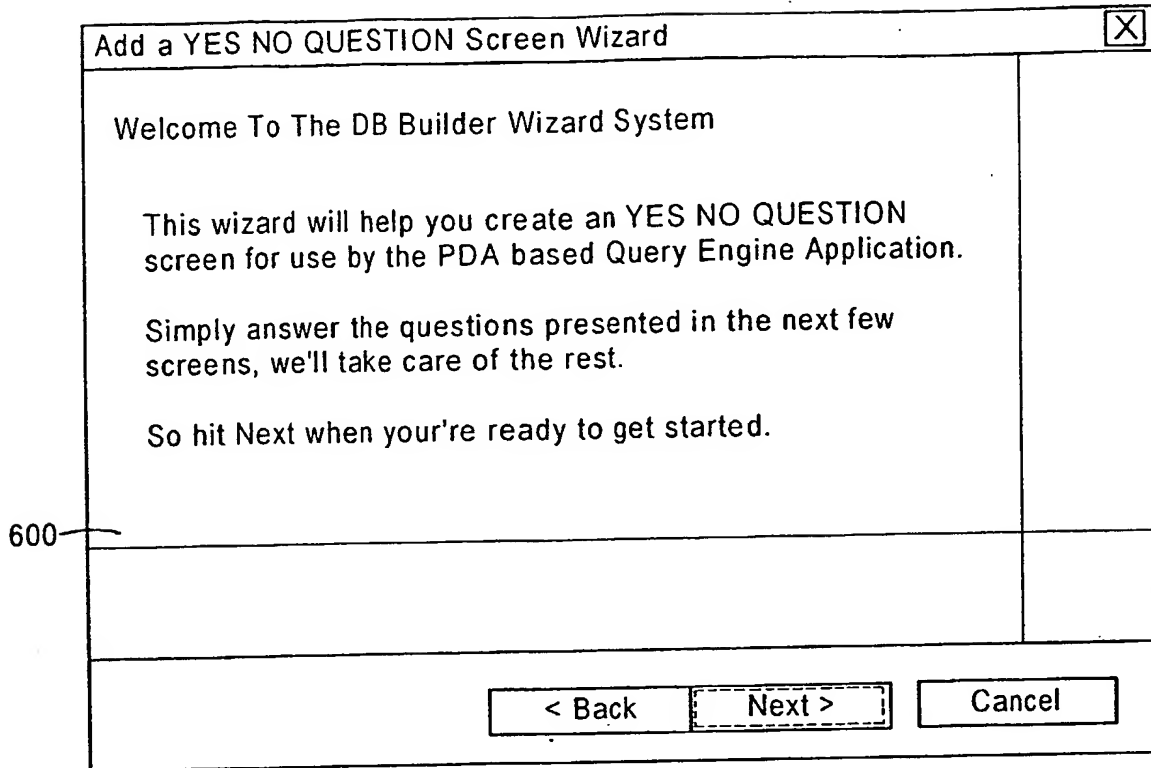 Add a YES NO QUESTION Screen Wizard
X
Welcome To The DB Builder Wizard System
This wizard will help you create an YES NO QUESTION
screen for use by the PDA based Query Engine Application.
Simply answer the questions presented in the next few
screens, we'll take care of the rest.
So hit Next when your're ready to get started.
600
< Back
Next >
Cancel